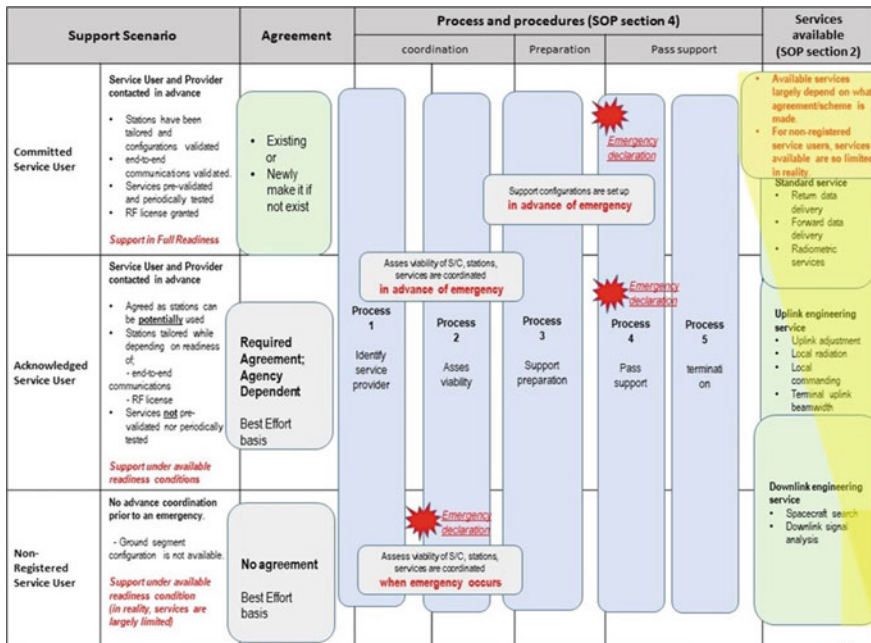 Support Scenario
Agreement
Process and procedures (SOP section 4)
Services
available
(SOP section 2)
coordination
Preparation
Pass support
Committed
Service User
Service User and Provider
contacted in advance
• Stations have been
tailored and
configurations validated
• end-to-end
communications validated.
• Services pre-validated
and periodically tested
• RF license granted
Support in Full Readiness
• Existing
or
• Newly
make it if
not exist
Emergency
declaration
Support configurations are set up
in advance of emergency
• Available services
largely depend on what
agreement/scheme is
made.
• For non-registered
service users, services
available are so limited
in reality.
Standard service
• Return data
delivery
• Forward data
delivery
• Radiometric
services
Acknowledged
Service User
Service User and Provider
contacted in advance
• Agreed as stations can
be potentially used
• Stations tailored while
depending on readiness
of;
- end-to-end
communications
- RF license
• Services not pre-
validated nor periodically
tested
Support under available
readiness conditions
Required
Agreement;
Agency
Dependent
Best Effort
basis
Asses viability of S/C, stations,
services are coordinated
in advance of emergency
Emergency
declaration
Process
1
Identify
service
provider
Process
2
Asses
viability
Process
3
Support
preparation
Process
4
Pass
support
Process
5
terminati
on
Uplink engineering
service
• Uplink adjustment
• Local radiation
• Local
commanding
• Terminal uplink
beamwidth
Non-
Registered
Service User
No advance coordination
prior to an emergency.
- Ground segment
configuration is not available.
Support under available
readiness condition
(in reality, services are
largely limited)
No agreement
Best Effort
basis
Emergency
declaration
Assess viability of S/C, stations,
services are coordinated
when emergency occurs
Downlink engineering
service
• Spacecraft search
• Downlink signal
analysis